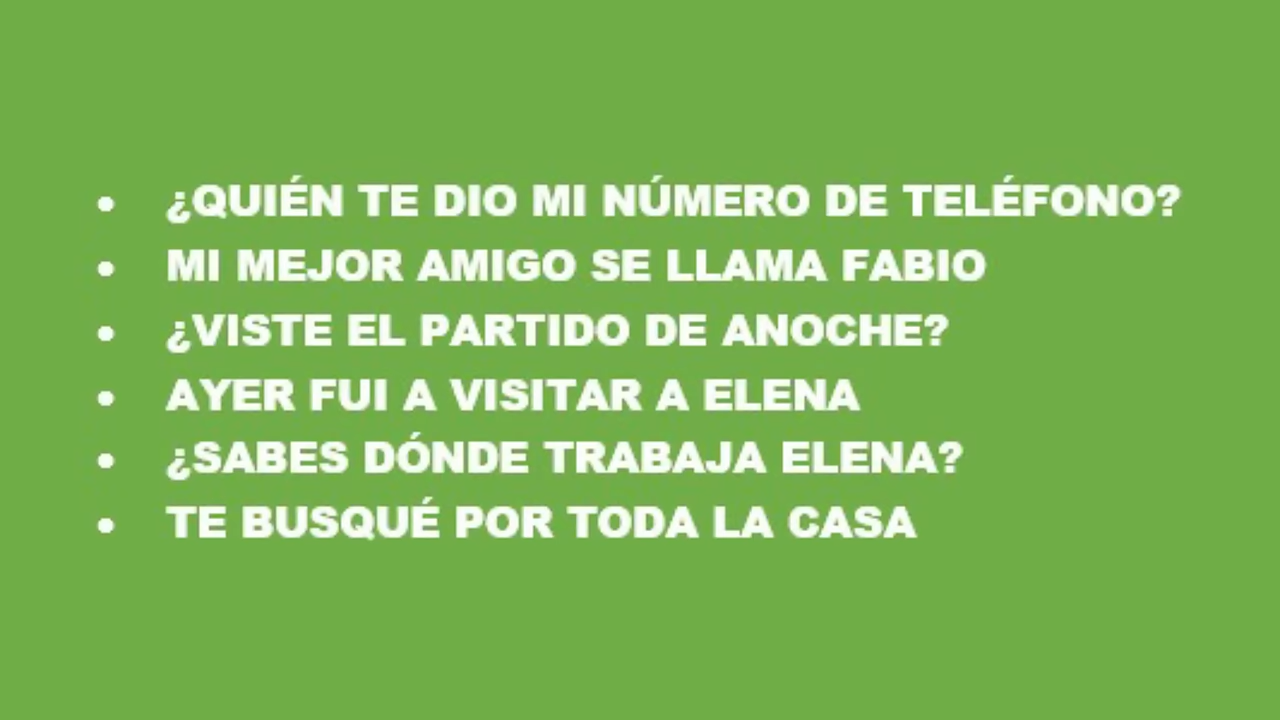 • ¿QUIÉN TE DIO MI NÚMERO DE TELÉFONO?
• MI MEJOR AMIGO SE LLAMA FABIO
• ¿VISTE EL PARTIDO DE ANOCHE?
• AYER FUI A VISITAR A ELENA
• ¿SABES DÓNDE TRABAJA ELENA?
• TE BUSQUÉ POR TODA LA CASA